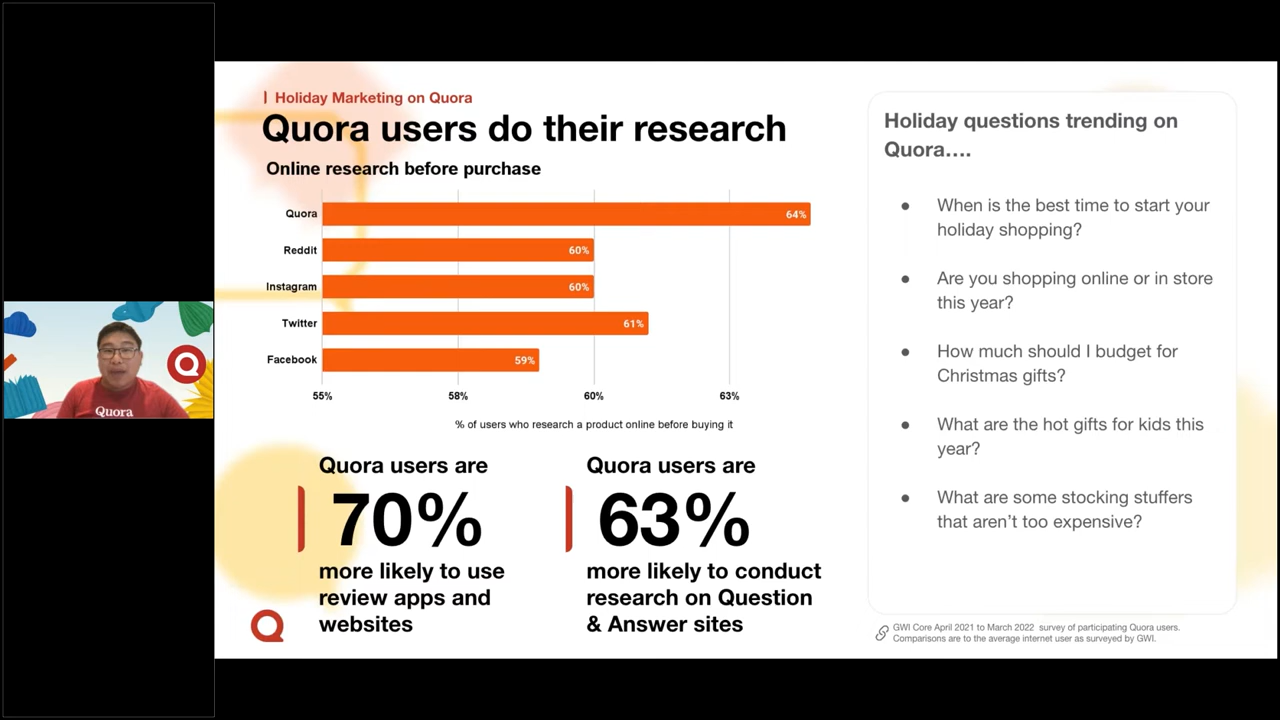 Holiday Marketing on Quora
Quora users do their research
Online research before purchase
Quora 64%
Reddit 60%
Instagram 60%
Twitter 61%
Facebook 59%
55% 58% 60% 63%
% of users who research a product online before buying it
Quora users are
70%
more likely to use
review apps and
websites
Quora users are
63%
more likely to conduct
research on Question
& Answer sites
Holiday questions trending on
Quora....
● When is the best time to start your
holiday shopping?
● Are you shopping online or in store
this year?
● How much should I budget for
Christmas gifts?
● What are the hot gifts for kids this
year?
● What are some stocking stuffers
that aren’t too expensive?
GWI Core April 2021 to March 2022 survey of participating Quora users.
Comparisons are to the average internet user as surveyed by GWI.
Quora